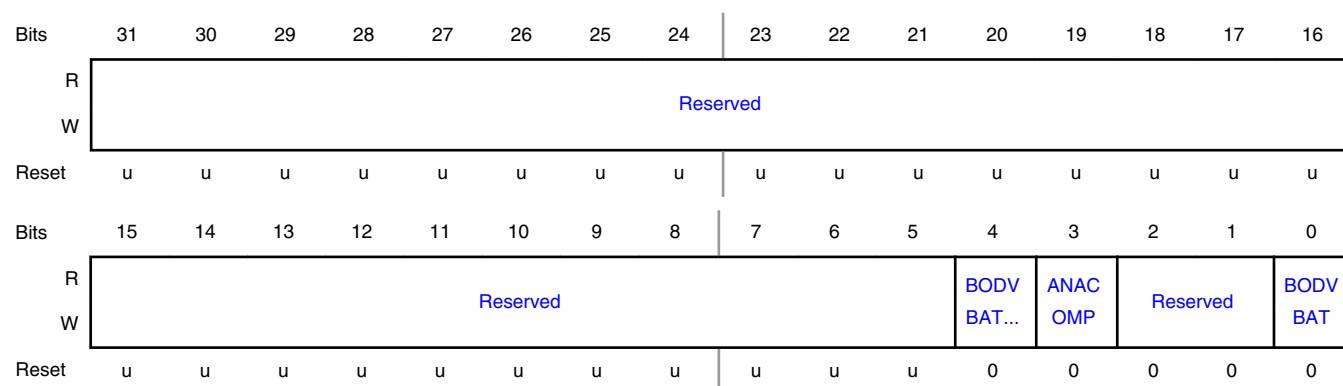 Bits 31 30 29 28 27 26 25 24 23 22 21 20 19 18 17 16
R
Reserved
W
Reset u u u u u u u u u u u u u u u u
Bits 15 14 13 12 11 10 9 8 7 6 5 4 3 2 1 0
R
Reserved BODV BAT... ANAC OMP Reserved BODV BAT
W
Reset u u u u u u u u u u u 0 0 0 0 0